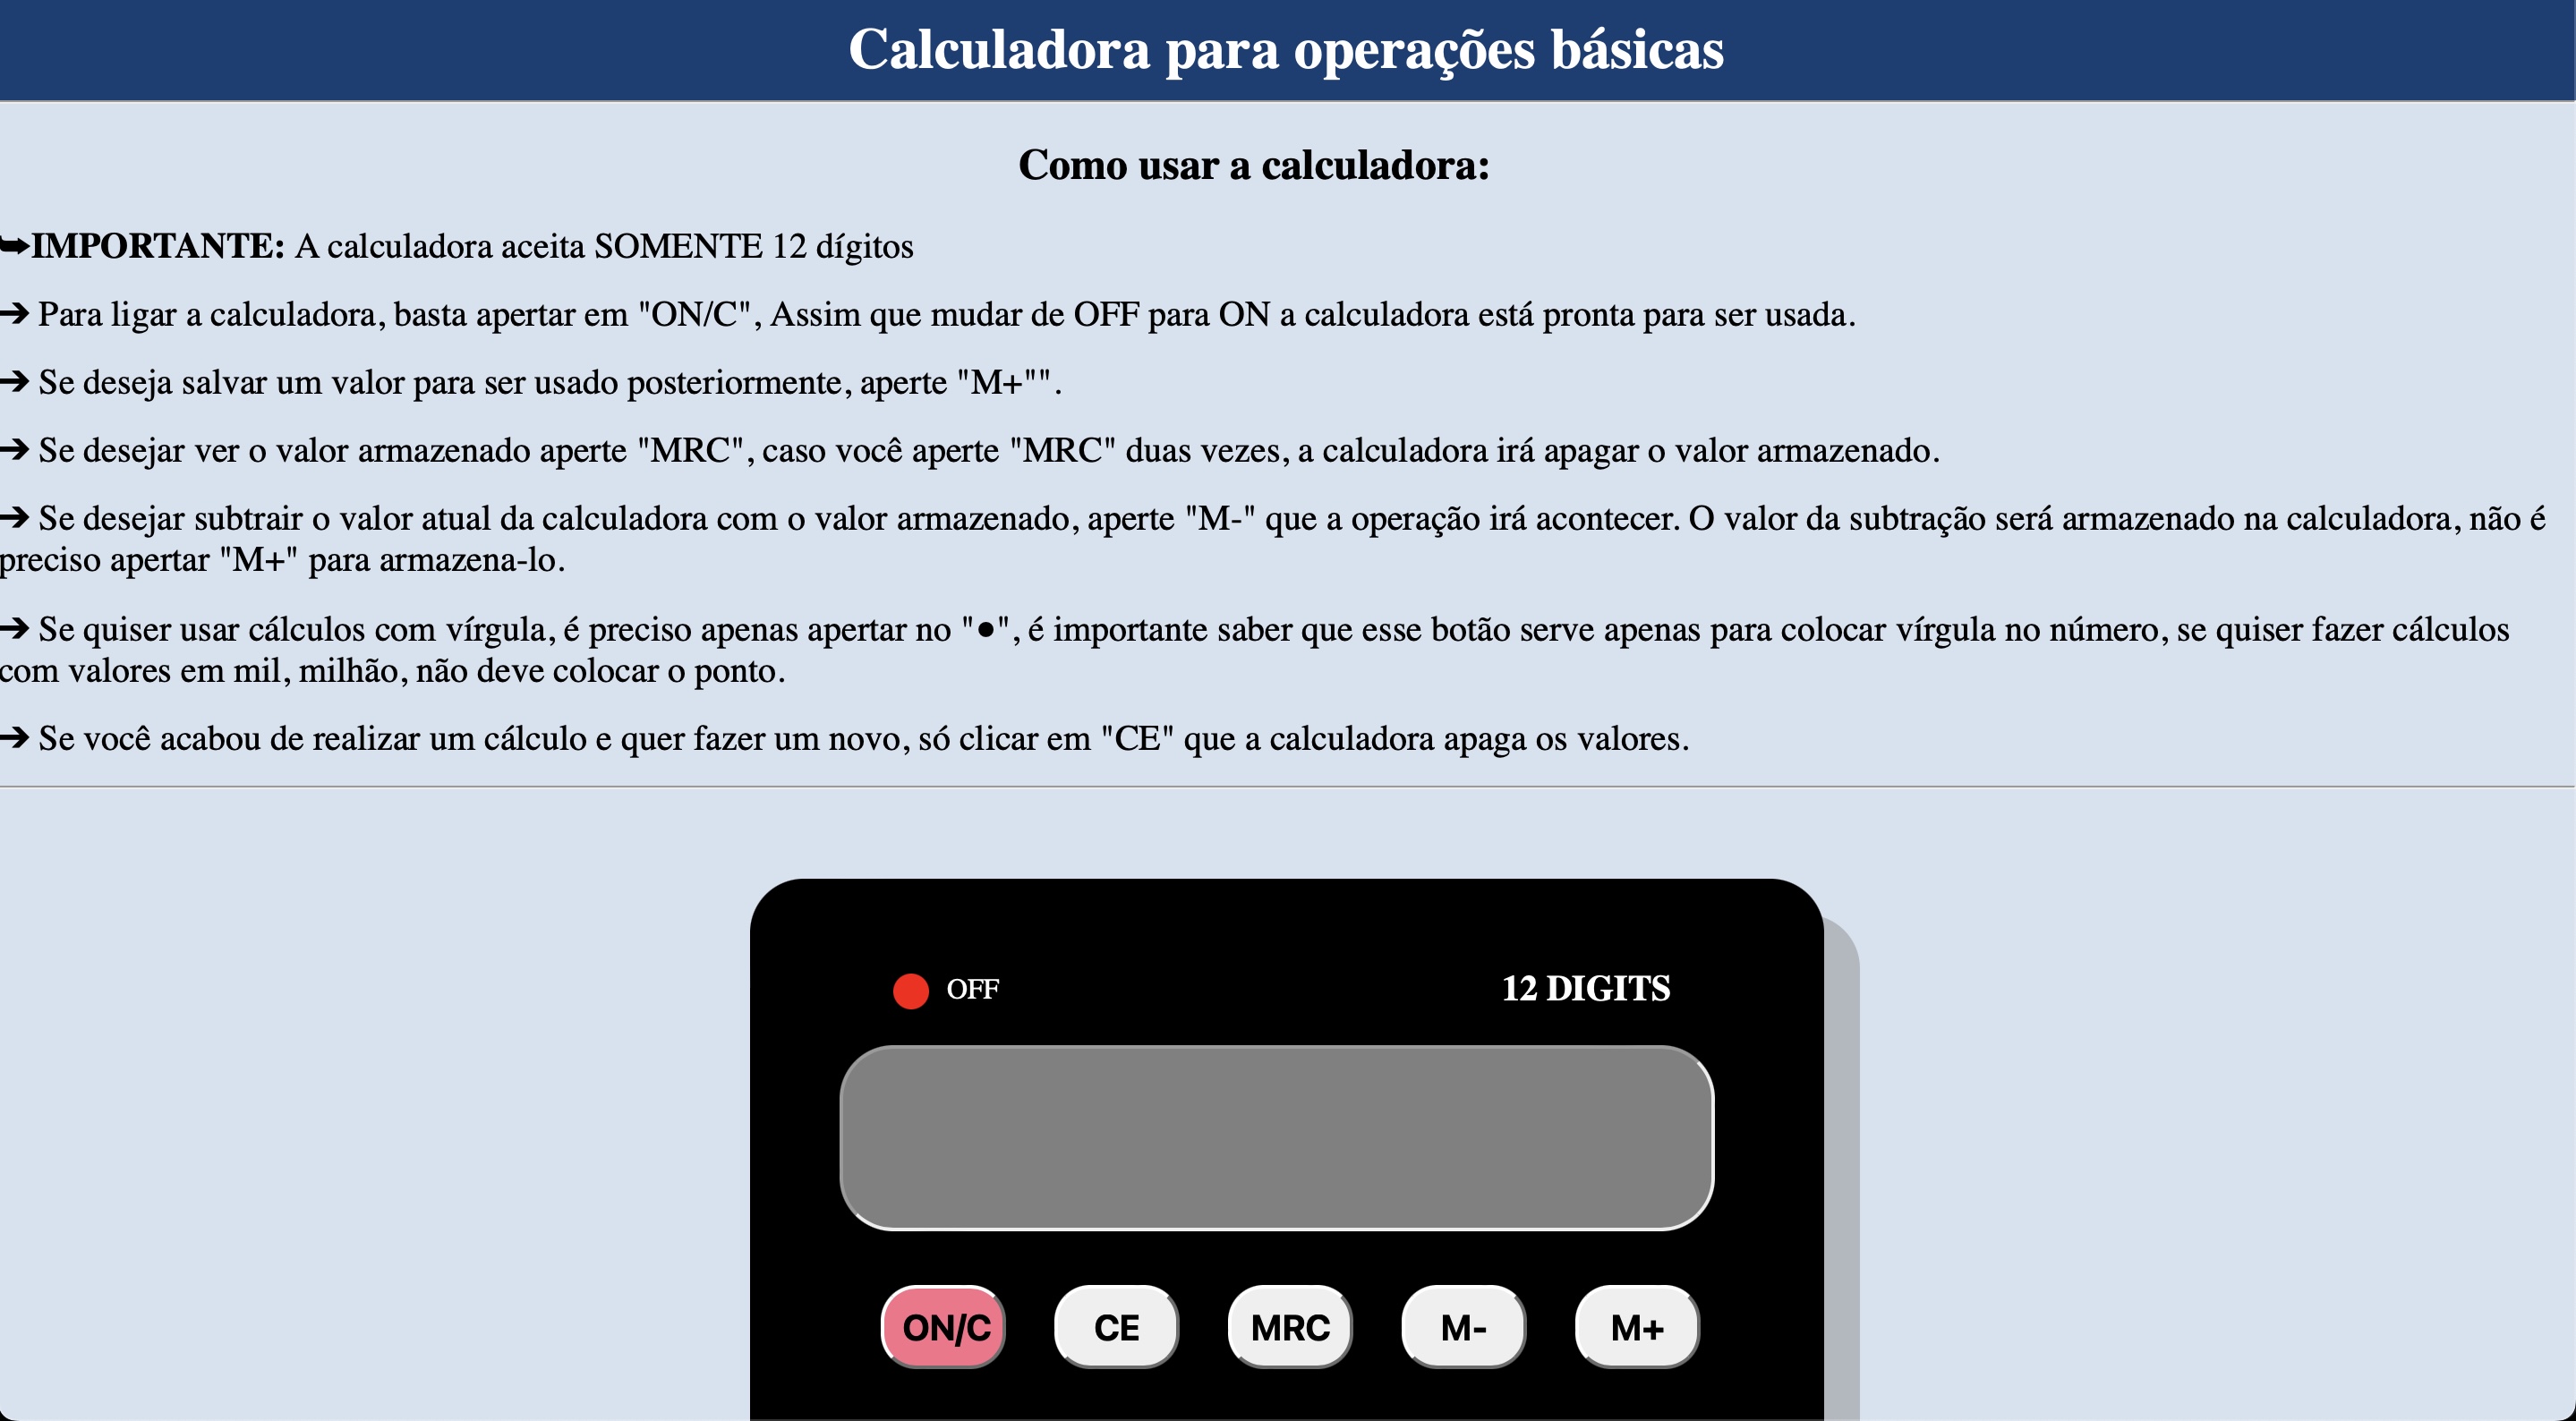 Calculadora para operações básicas
Como usar a calculadora:
➥IMPORTANTE: A calculadora aceita SOMENTE 12 dígitos
➔ Para ligar a calculadora, basta apertar em "ON/C", Assim que mudar de OFF para ON a calculadora está pronta para ser usada.
➔ Se deseja salvar um valor para ser usado posteriormente, aperte "M+"".
➔ Se desejar ver o valor armazenado aperte "MRC", caso você aperte "MRC" duas vezes, a calculadora irá apagar o valor armazenado.
➔ Se desejar subtrair o valor atual da calculadora com o valor armazenado, aperte "M-" que a operação irá acontecer. O valor da subtração será armazenado na calculadora, não é
preciso apertar "M+" para armazena-lo.
➔ Se quiser usar cálculos com vírgula, é preciso apenas apertar no "●", é importante saber que esse botão serve apenas para colocar vírgula no número, se quiser fazer cálculos
com valores em mil, milhão, não deve colocar o ponto.
➔ Se você acabou de realizar um cálculo e quer fazer um novo, só clicar em "CE" que a calculadora apaga os valores.
OFF 12 DIGITS
ON/C CE MRC M- M+